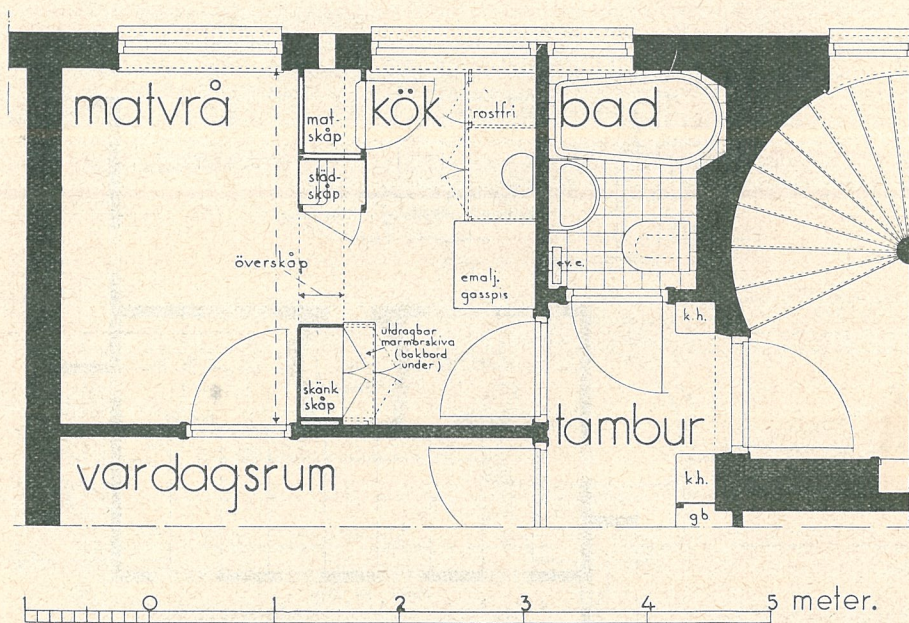 matvrå
kök
bad
mat-
skåp
rostfri
städ-
skåp
överskåp
emalj.
gasspis
v.e.
k.h.
utdragbar
marmorskiva
(bakbord
under)
skänk
skåp
tambur
vardagsrum
k.h.
gb
0 2 3 4 5 meter.